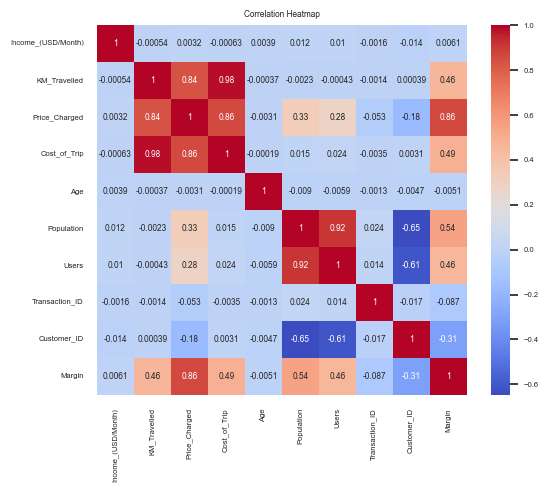 Correlation Heatmap
Income_(USD/Month) 1 -0.00054 0.0032 -0.00063 0.0039 0.012 0.01 -0.0016 -0.014 0.0061
KM_Travelled -0.00054 1 0.84 0.98 -0.00037 -0.0023 -0.00043 -0.0014 0.00039 0.46
Price_Charged 0.0032 0.84 1 0.86 -0.0031 0.33 0.28 -0.053 -0.18 0.86
Cost_of_Trip -0.00063 0.98 0.86 1 -0.00019 0.015 0.024 -0.0035 0.0031 0.49
Age 0.0039 -0.00037 -0.0031 -0.00019 1 -0.009 -0.0059 -0.0013 -0.0047 -0.0051
Population 0.012 -0.0023 0.33 0.015 -0.009 1 0.92 0.024 -0.65 0.54
Users 0.01 -0.00043 0.28 0.024 -0.0059 0.92 1 0.014 -0.61 0.46
Transaction_ID -0.0016 -0.0014 -0.053 -0.0035 -0.0013 0.024 0.014 1 -0.017 -0.087
Customer_ID -0.014 0.00039 -0.18 0.0031 -0.0047 -0.65 -0.61 -0.017 1 -0.31
Margin 0.0061 0.46 0.86 0.49 -0.0051 0.54 0.46 -0.087 -0.31 1
Income_(USD/Month)
KM_Travelled
Price_Charged
Cost_of_Trip
Age
Population
Users
Transaction_ID
Customer_ID
Margin
1.0
0.8
0.6
0.4
0.2
0.0
-0.2
-0.4
-0.6